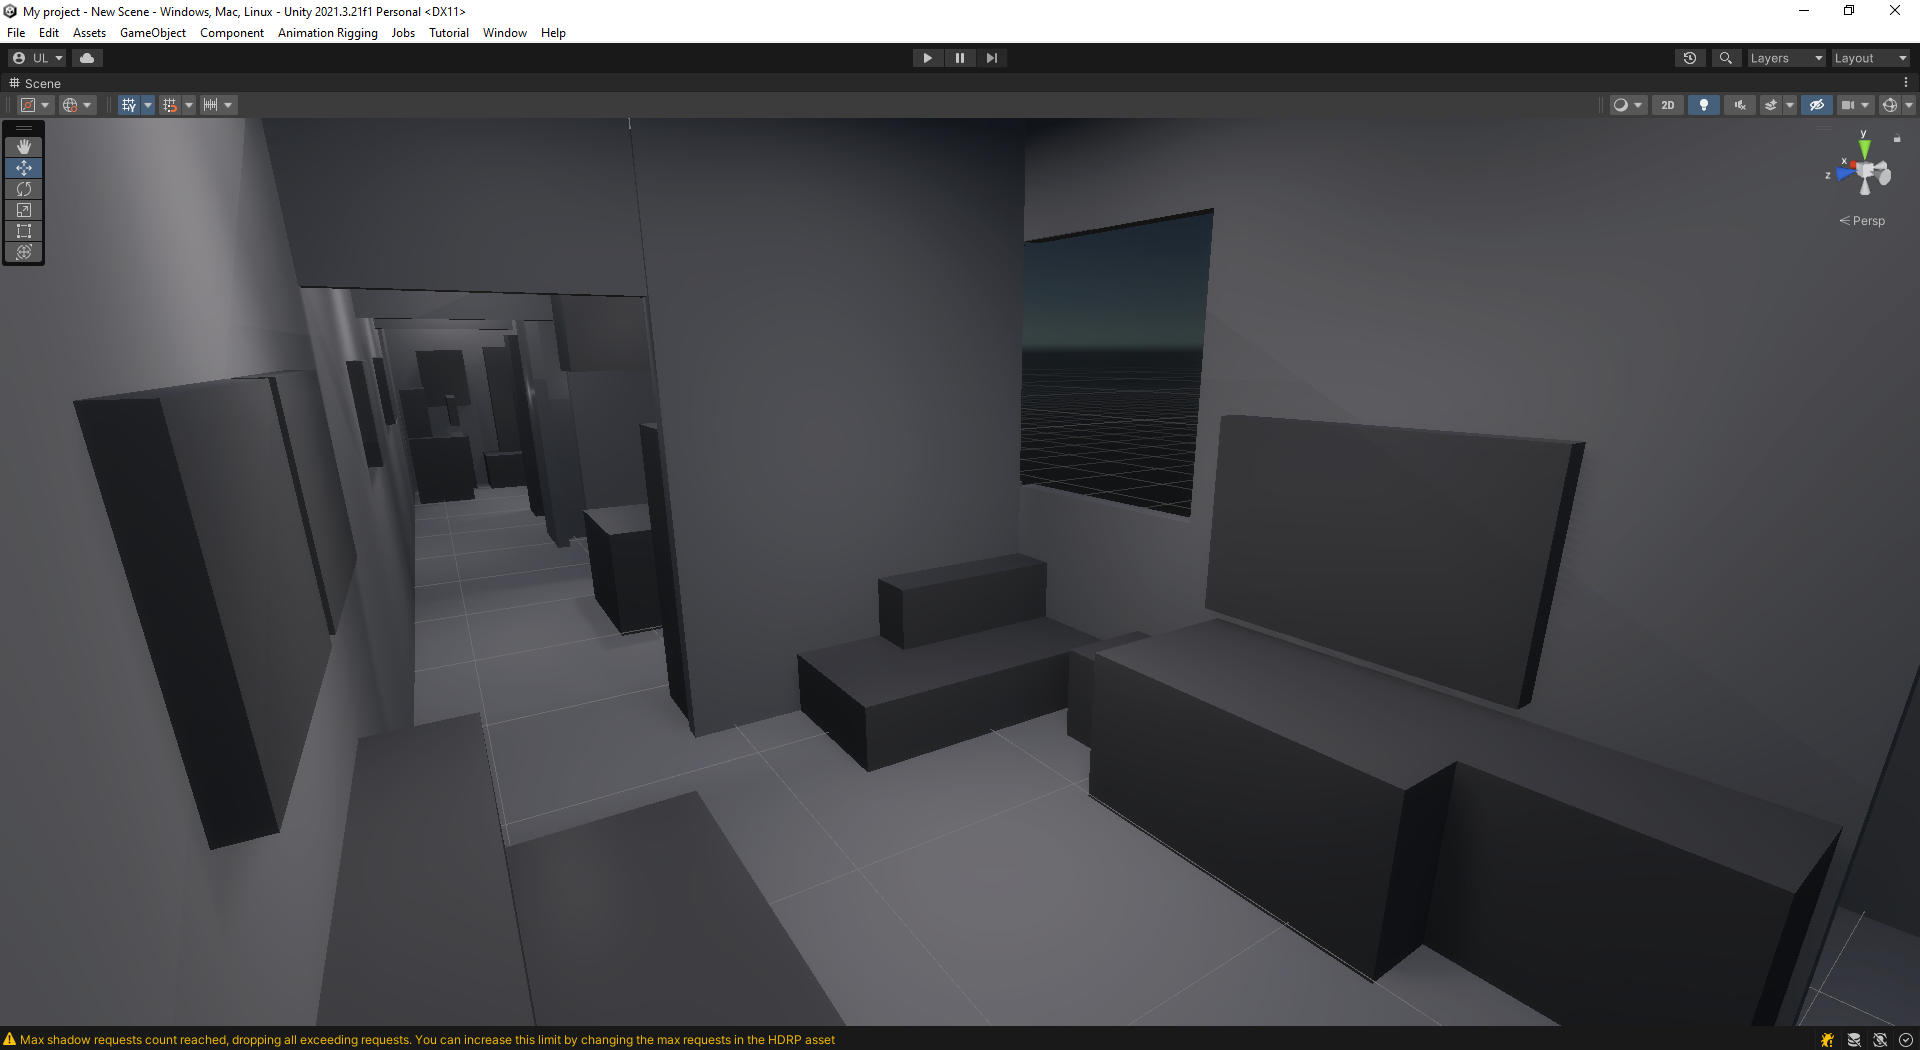 My project - New Scene - Windows, Mac, Linux - Unity 2021.3.21f1 Personal <DX11>
File Edit Assets GameObject Component Animation Rigging Jobs Tutorial Window Help
UL Layers Layout
Scene
2D
y
x
z
Persp
Max shadow requests count reached, dropping all exceeding requests. You can increase this limit by changing the max requests in the HDRP asset